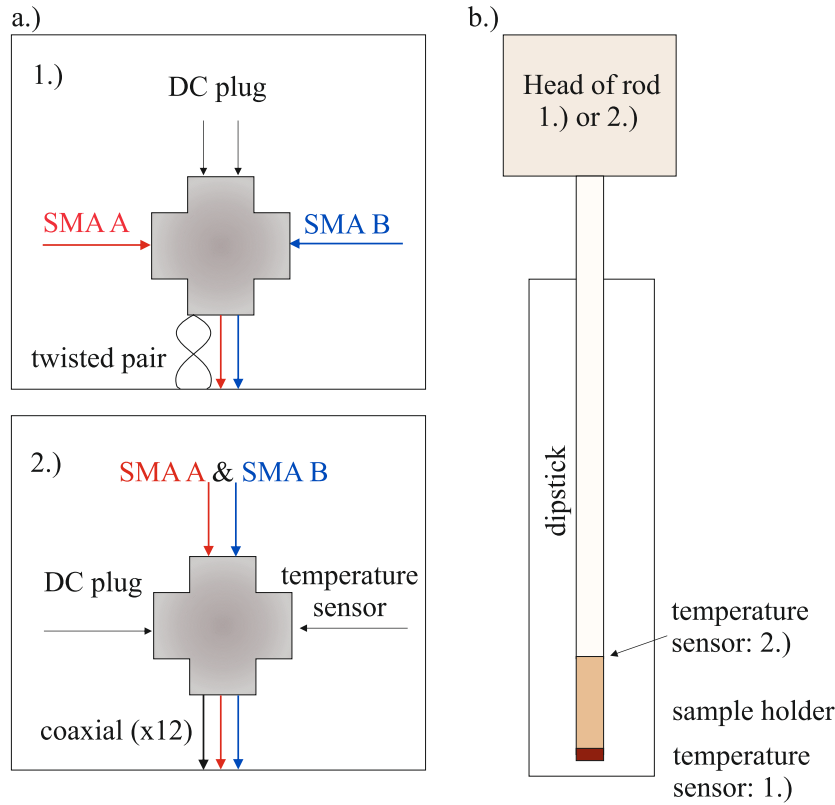 a.)
1.)
DC plug
SMA A
SMA B
twisted pair
2.)
SMA A & SMA B
DC plug
temperature
sensor
coaxial (x12)
b.)
Head of rod
1.) or 2.)
dipstick
temperature
sensor: 2.)
sample holder
temperature
sensor: 1.)